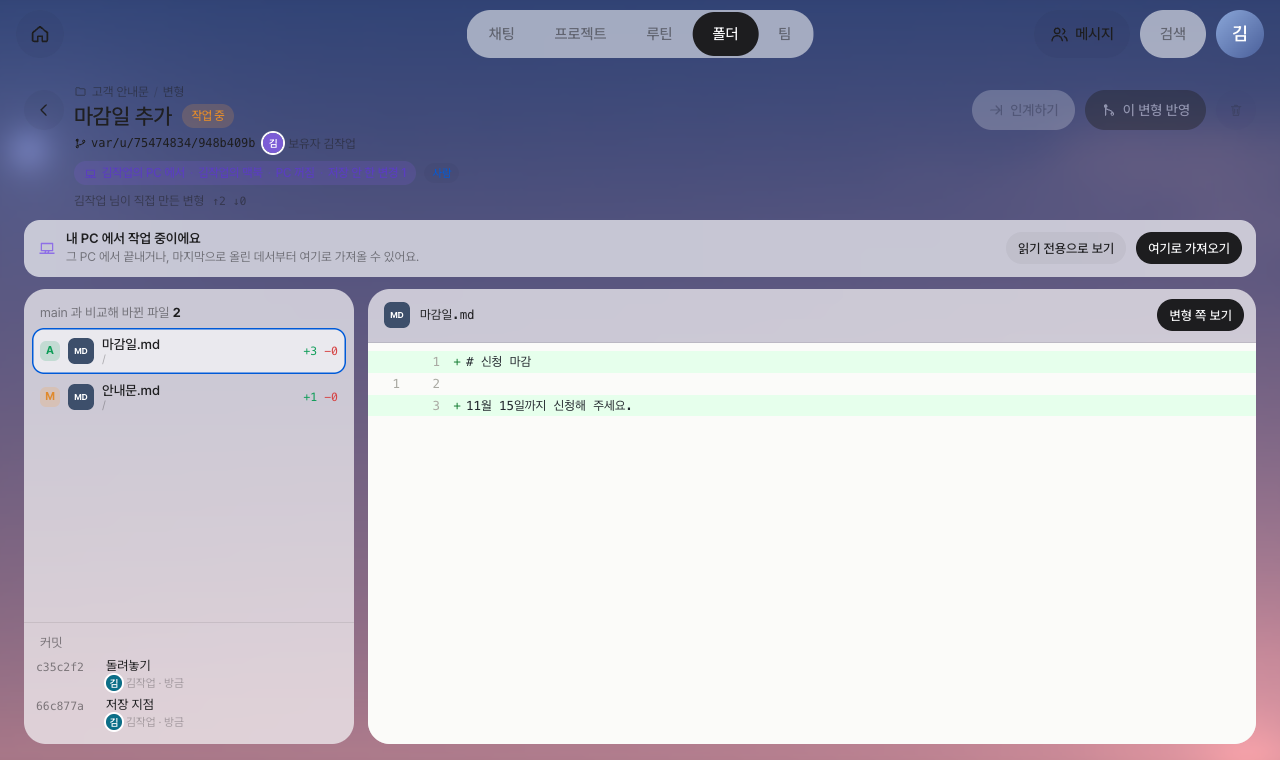 채팅 프로젝트 루틴 폴더 팀
메시지 검색 김
고객 안내문 / 변형
마감일 추가 작업 중
인계하기 이 변형 반영
var/u/75474834/948b409b 김 보유자 김작업
김작업의 PC 에서
김작업 님이 직접 만든 변형 ↑2 ↓0
내 PC 에서 작업 중이에요
그 PC 에서 끝내거나, 마지막으로 올린 데서부터 여기로 가져올 수 있어요.
읽기 전용으로 보기 여기로 가져오기
main 과 비교해 바뀐 파일 2
A MD 마감일.md +3 −0
/
M MD 안내문.md +1 −0
/
커밋
c35c2f2 돌려놓기
김 김작업 · 방금
66c877a 저장 지점
김 김작업 · 방금
MD 마감일.md 변형 쪽 보기
1 + # 신청 마감
1 2
3 + 11월 15일까지 신청해 주세요.